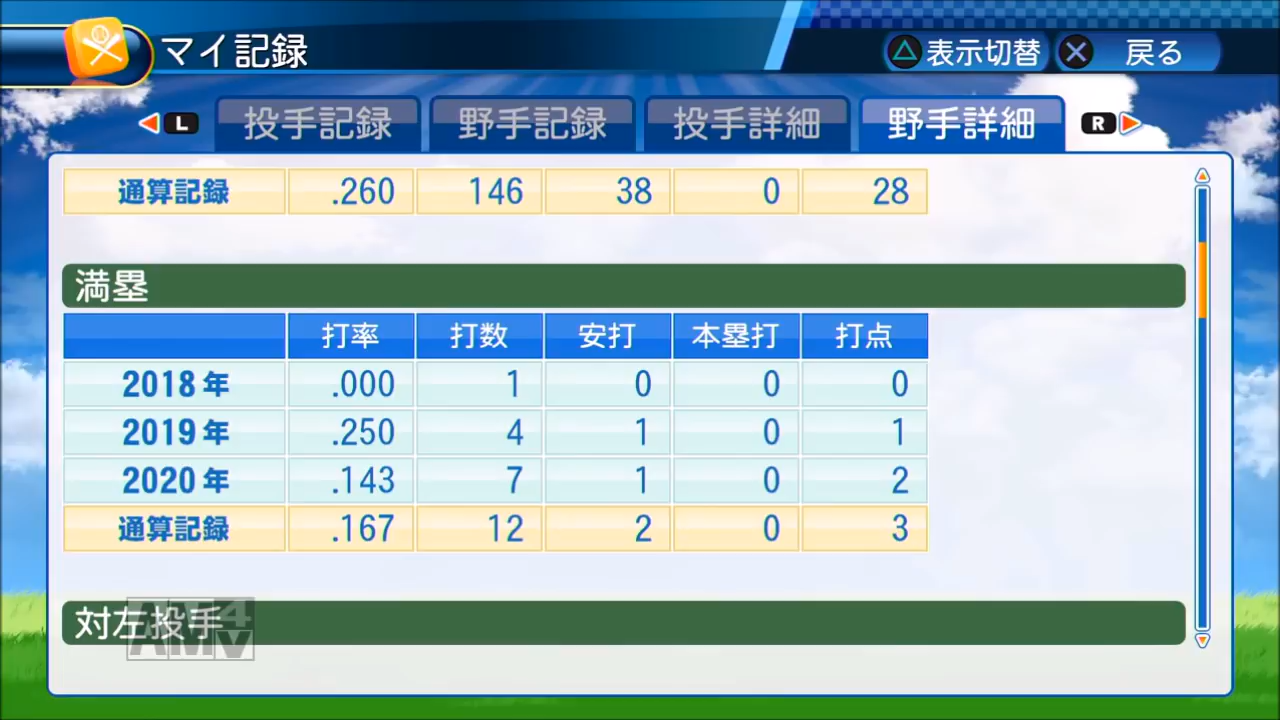 マイ記録 表示切替 戻る
L 投手記録 野手記録 投手詳細 野手詳細 R
通算記録 .260 146 38 0 28
満塁
打率 打数 安打 本塁打 打点
2018年 .000 1 0 0 0
2019年 .250 4 1 0 1
2020年 .143 7 1 0 2
通算記録 .167 12 2 0 3
対左投手
AMV4